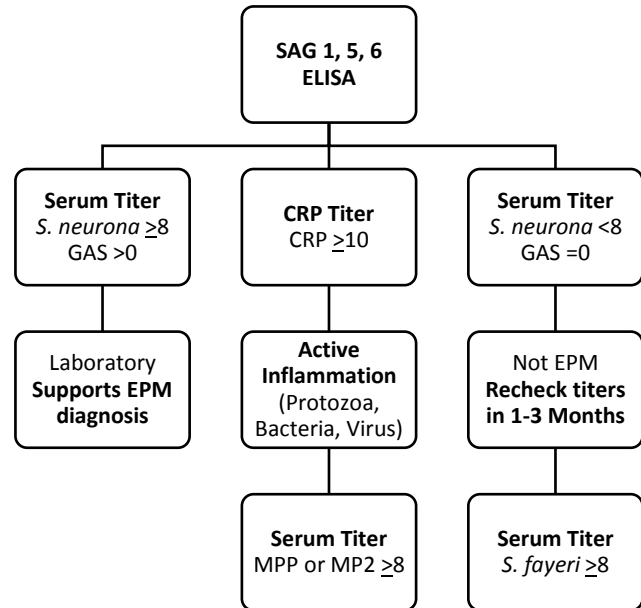 SAG 1, 5, 6
ELISA
Serum Titer
S. neurona ≥8
GAS >0
CRP Titer
CRP ≥10
Serum Titer
S. neurona <8
GAS =0
Laboratory
Supports EPM
diagnosis
Active
Inflammation
(Protozoa,
Bacteria, Virus)
Not EPM
Recheck titers
in 1-3 Months
Serum Titer
MPP or MP2 ≥8
Serum Titer
S. fayeri ≥8